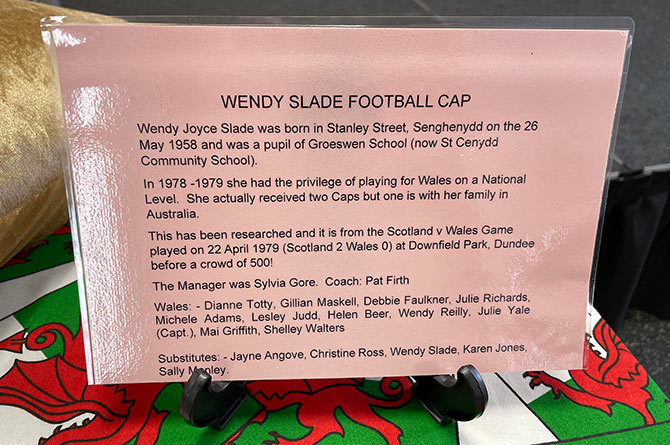 WENDY SLADE FOOTBALL CAP
Wendy Joyce Slade was born in Stanley Street, Senghenydd on the 26
May 1958 and was a pupil of Groeswen School (now St Cenydd
Community School).
In 1978 -1979 she had the privilege of playing for Wales on a National
Level. She actually received two Caps but one is with her family in
Australia.
This has been researched and it is from the Scotland v Wales Game
played on 22 April 1979 (Scotland 2 Wales 0) at Downfield Park, Dundee
before a crowd of 500!
The Manager was Sylvia Gore. Coach: Pat Firth
Wales: - Dianne Totty, Gillian Maskell, Debbie Faulkner, Julie Richards,
Michele Adams, Lesley Judd, Helen Beer, Wendy Reilly, Julie Yale
(Capt.), Mai Griffith, Shelley Walters
Substitutes: - Jayne Angove, Christine Ross, Wendy Slade, Karen Jones,
Sally